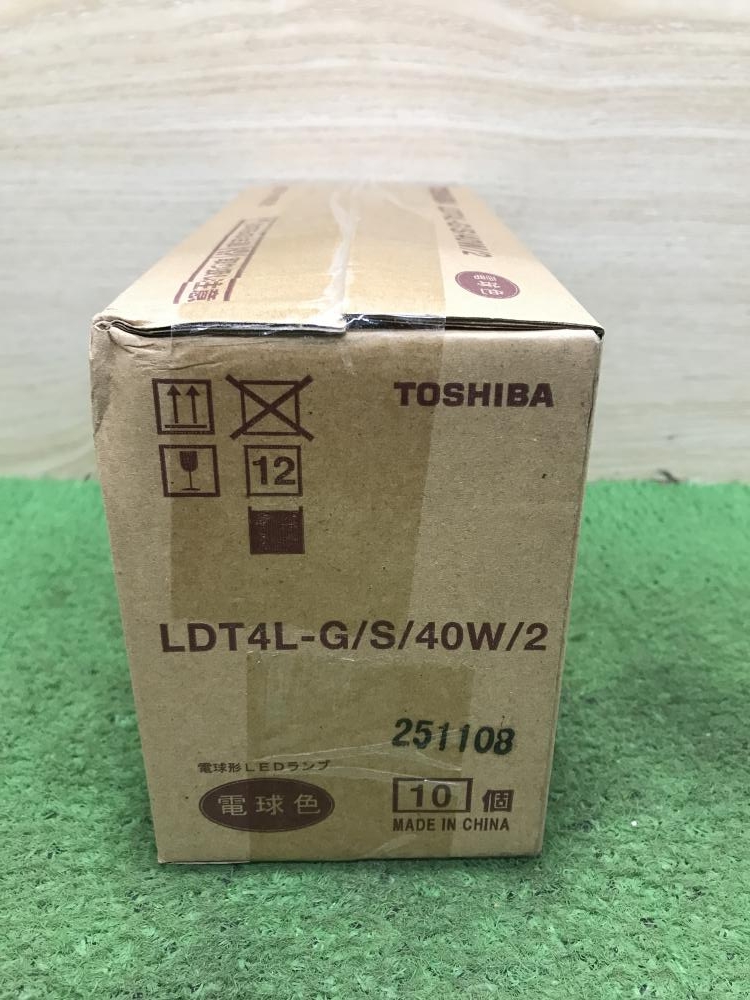 TOSHIBA
12
LDT4L-G/S/40W/2
251108
電球形LEDランプ
電球色
10 個
MADE IN CHINA